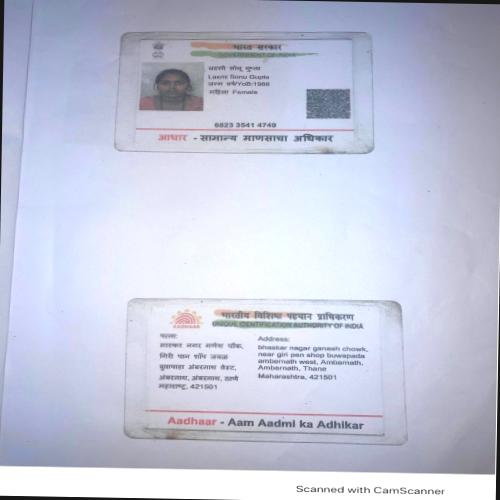 भारत सरकार
GOVERNMENT OF INDIA
लक्ष्मी सोनू गुप्ता
Laxmi Sonu Gupta
जन्म वर्ष/YoB:1988
महिला Female
6823 3541 4749
आधार - सामान्य माणसाचा अधिकार
भारतीय विशिष्ट पहचान प्राधिकरण
UNIQUE IDENTIFICATION AUTHORITY OF INDIA
AADHAAR
पत्ता:
भास्कर नगर गणेश चौक,
गिरी पान शॉप जवळ
बुवापाडा अंबरनाथ वेस्ट,
अंबरनाथ, अंबरनाथ, ठाणे
महाराष्ट्र, 421501
Address:
bhaskar nagar ganesh chowk,
near giri pan shop buwapada
ambernath west, Ambernath,
Ambernath, Thane
Maharashtra, 421501
Aadhaar - Aam Aadmi ka Adhikar
Scanned with CamScanner